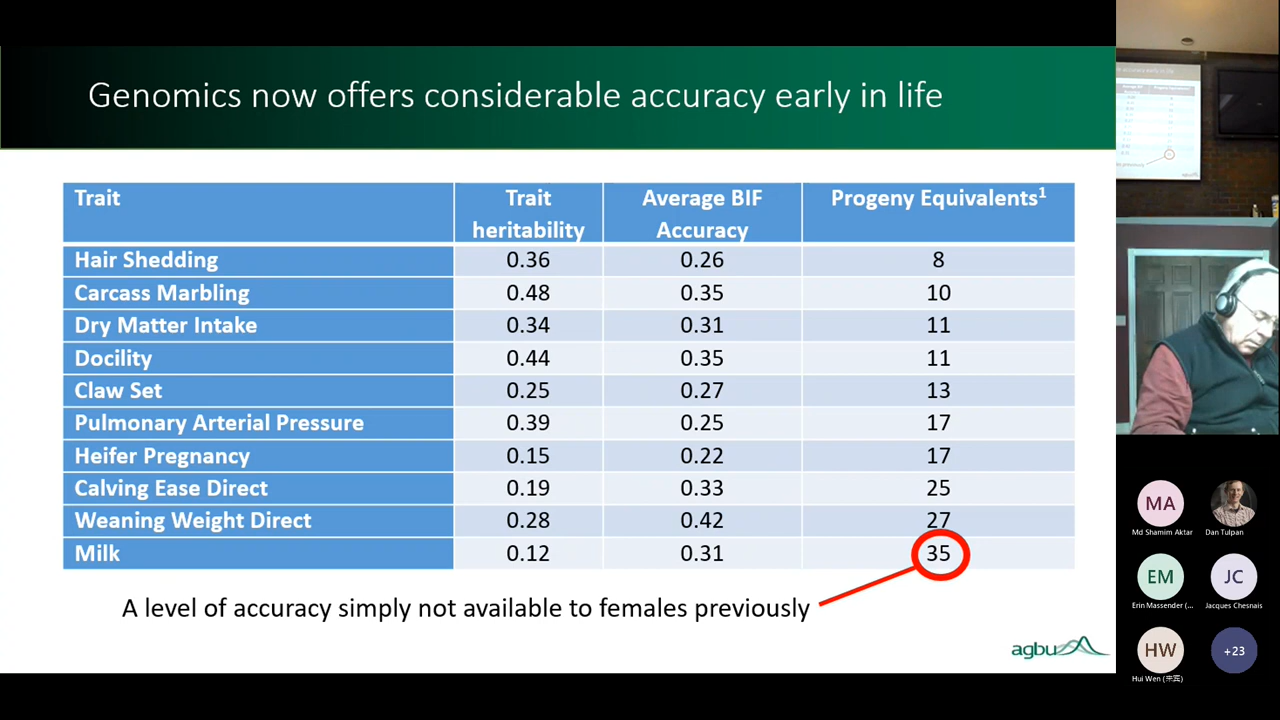 Genomics now offers considerable accuracy early in life
Trait Trait heritability Average BIF Accuracy Progeny Equivalents¹
Hair Shedding 0.36 0.26 8
Carcass Marbling 0.48 0.35 10
Dry Matter Intake 0.34 0.31 11
Docility 0.44 0.35 11
Claw Set 0.25 0.27 13
Pulmonary Arterial Pressure 0.39 0.25 17
Heifer Pregnancy 0.15 0.22 17
Calving Ease Direct 0.19 0.33 25
Weaning Weight Direct 0.28 0.42 27
Milk 0.12 0.31 35
A level of accuracy simply not available to females previously
agbu
MA
Md Shamim Aktar
Dan Tulpan
EM
Erin Massender (...
JC
Jacques Chesnais
HW
Hui Wen
+23